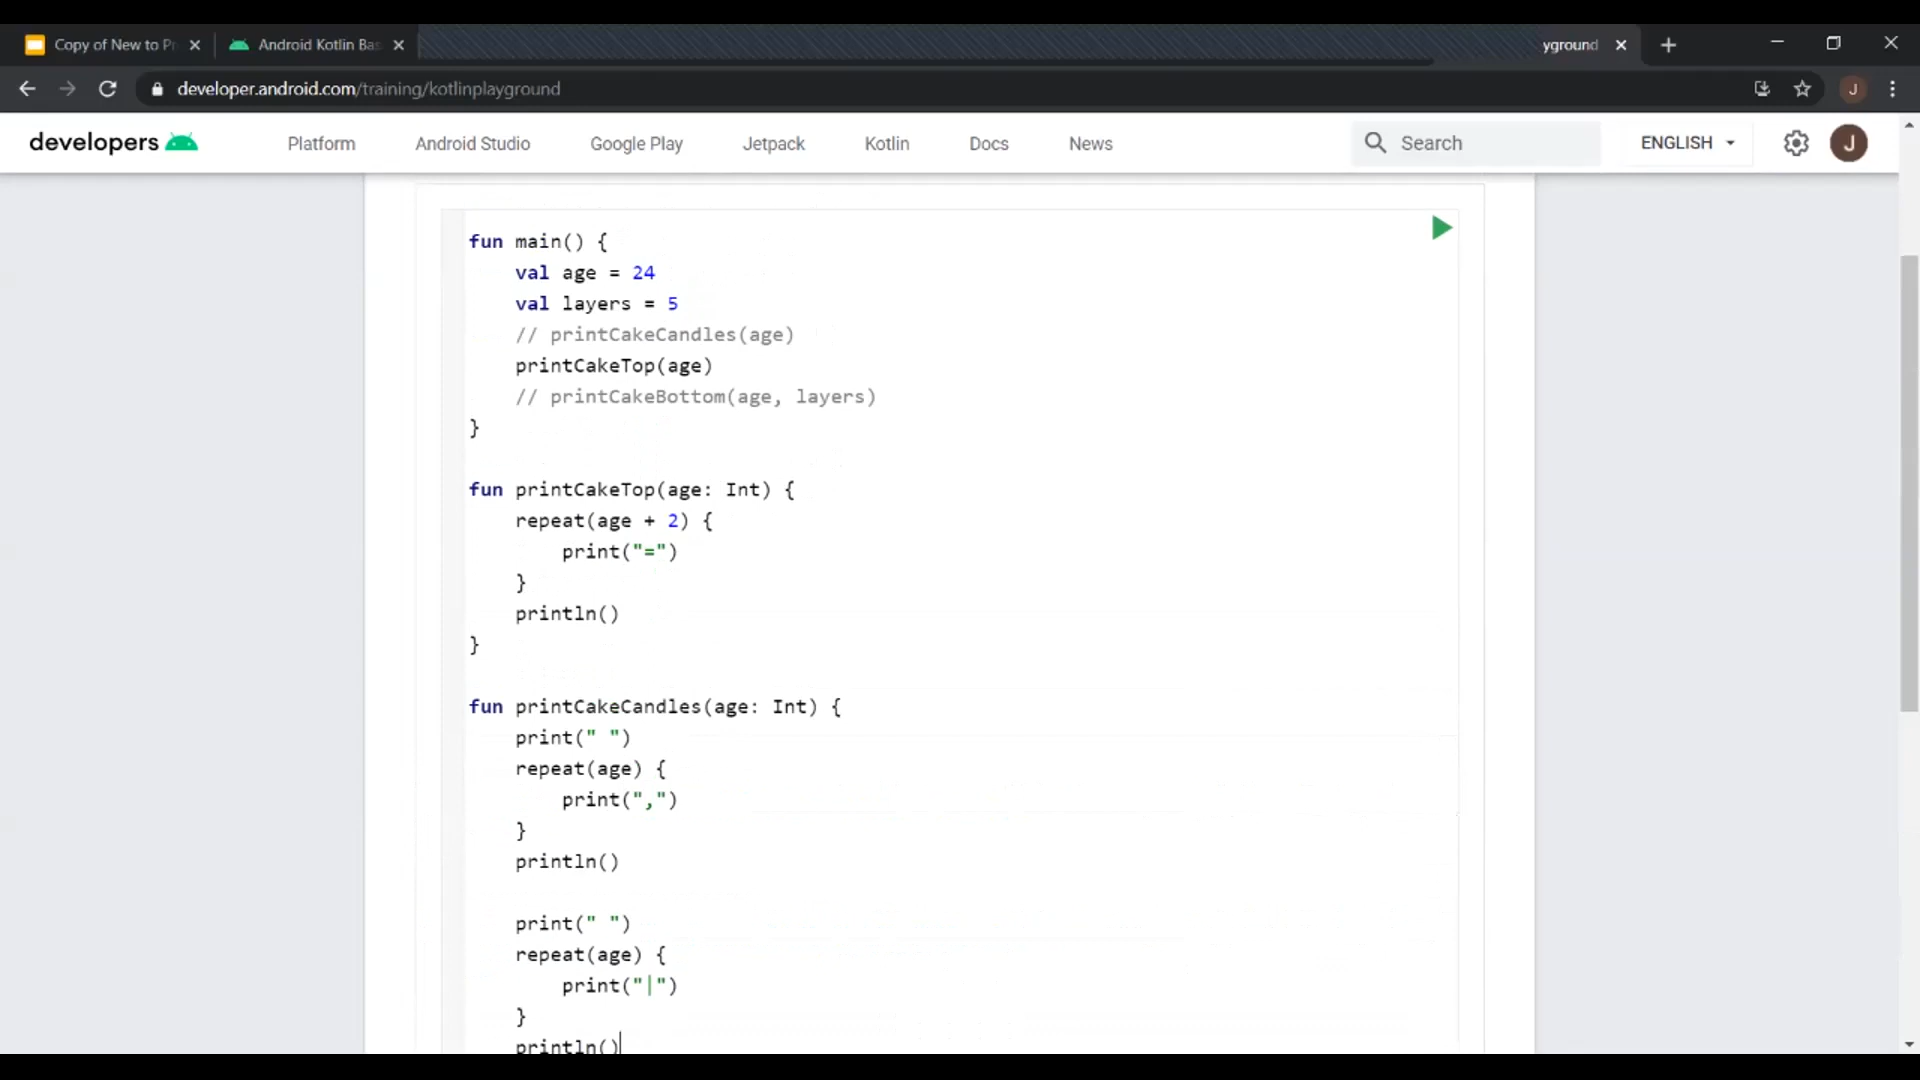 Copy of New to Pr
Android Kotlin Bas
yground
developer.android.com/training/kotlinplayground
J
developers
Platform
Android Studio
Google Play
Jetpack
Kotlin
Docs
News
Search
ENGLISH
J
fun main() {
    val age = 24
    val layers = 5
    // printCakeCandles(age)
    printCakeTop(age)
    // printCakeBottom(age, layers)
}
fun printCakeTop(age: Int) {
    repeat(age + 2) {
        print("=")
    }
    println()
}
fun printCakeCandles(age: Int) {
    print(" ")
    repeat(age) {
        print(",")
    }
    println()
    print(" ")
    repeat(age) {
        print("|")
    }
    println()